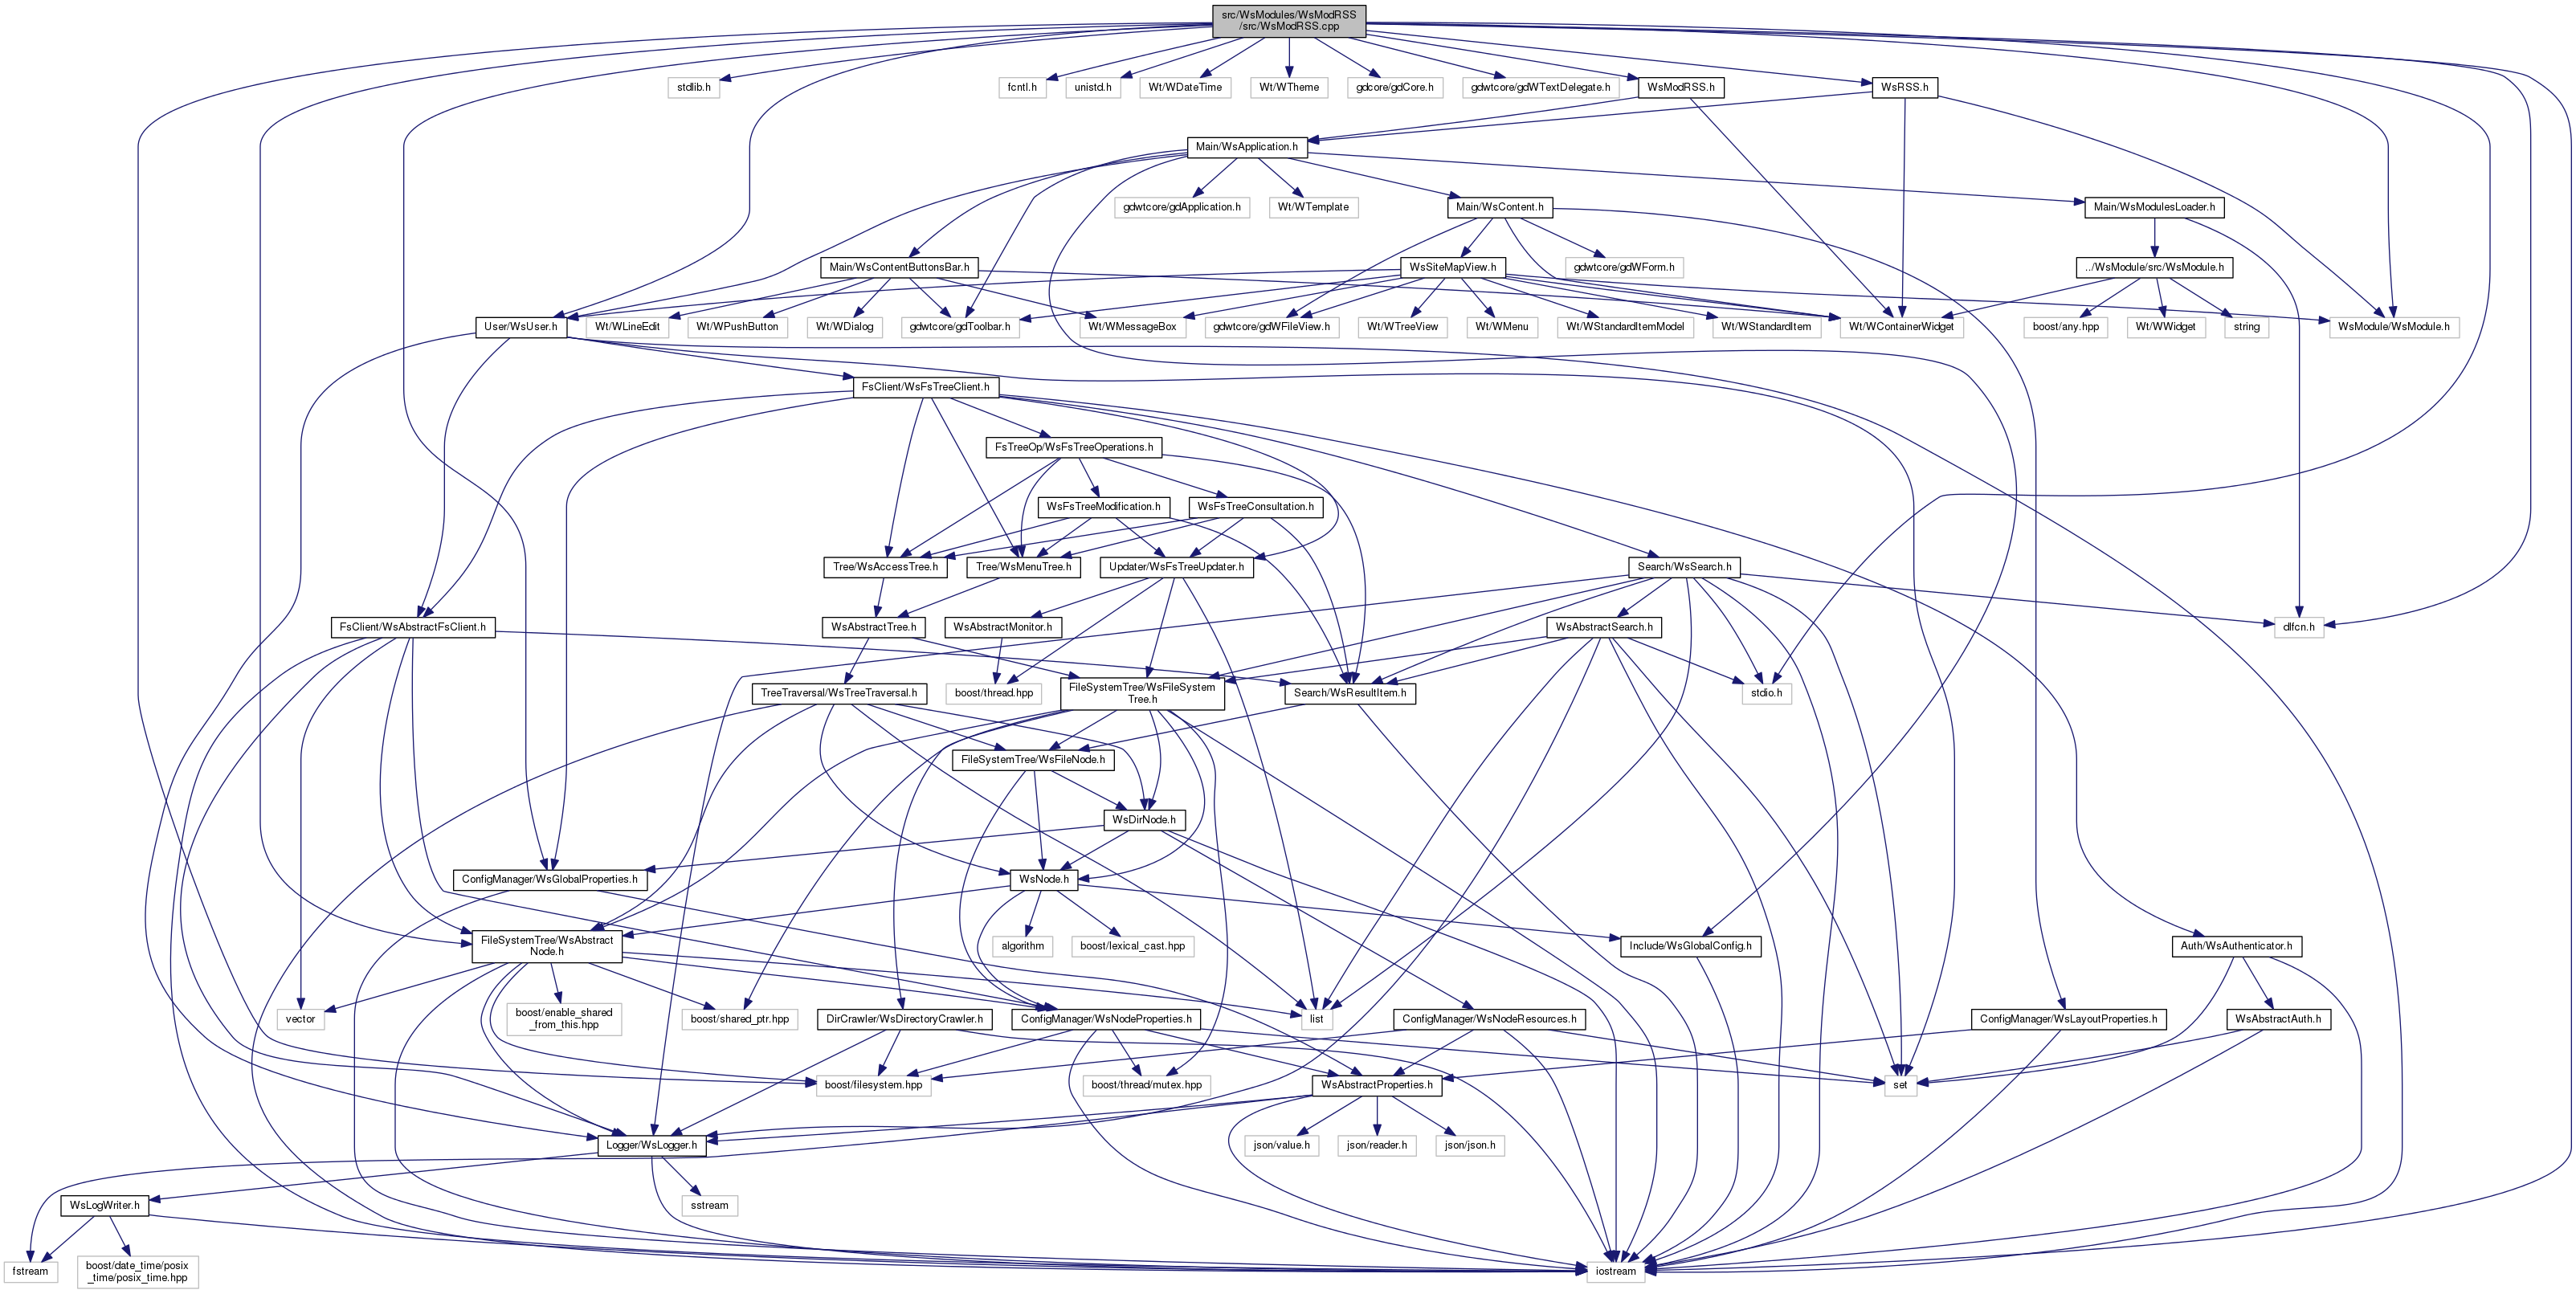 src/WsModules/WsModRSS
/src/WsModRSS.cpp
stdlib.h
fcntl.h
unistd.h
Wt/WDateTime
Wt/WTheme
gdcore/gdCore.h
gdwtcore/gdWTextDelegate.h
WsModRSS.h
WsRSS.h
Main/WsApplication.h
gdwtcore/gdApplication.h
Wt/WTemplate
Main/WsContent.h
Main/WsModulesLoader.h
Main/WsContentButtonsBar.h
WsSiteMapView.h
gdwtcore/gdWForm.h
../WsModule/src/WsModule.h
User/WsUser.h
Wt/WLineEdit
Wt/WPushButton
Wt/WDialog
gdwtcore/gdToolbar.h
Wt/WMessageBox
gdwtcore/gdWFileView.h
Wt/WTreeView
Wt/WMenu
Wt/WStandardItemModel
Wt/WStandardItem
Wt/WContainerWidget
boost/any.hpp
Wt/WWidget
string
WsModule/WsModule.h
FsClient/WsFsTreeClient.h
FsTreeOp/WsFsTreeOperations.h
WsFsTreeModification.h
WsFsTreeConsultation.h
Tree/WsAccessTree.h
Tree/WsMenuTree.h
Updater/WsFsTreeUpdater.h
Search/WsSearch.h
FsClient/WsAbstractFsClient.h
WsAbstractTree.h
WsAbstractMonitor.h
WsAbstractSearch.h
dlfcn.h
TreeTraversal/WsTreeTraversal.h
boost/thread.hpp
FileSystemTree/WsFileSystem
Tree.h
Search/WsResultItem.h
stdio.h
FileSystemTree/WsFileNode.h
WsDirNode.h
ConfigManager/WsGlobalProperties.h
WsNode.h
FileSystemTree/WsAbstract
Node.h
algorithm
boost/lexical_cast.hpp
Include/WsGlobalConfig.h
Auth/WsAuthenticator.h
vector
boost/enable_shared
_from_this.hpp
boost/shared_ptr.hpp
DirCrawler/WsDirectoryCrawler.h
ConfigManager/WsNodeProperties.h
list
ConfigManager/WsNodeResources.h
ConfigManager/WsLayoutProperties.h
WsAbstractAuth.h
boost/filesystem.hpp
boost/thread/mutex.hpp
WsAbstractProperties.h
set
Logger/WsLogger.h
json/value.h
json/reader.h
json/json.h
WsLogWriter.h
sstream
fstream
boost/date_time/posix
_time/posix_time.hpp
iostream